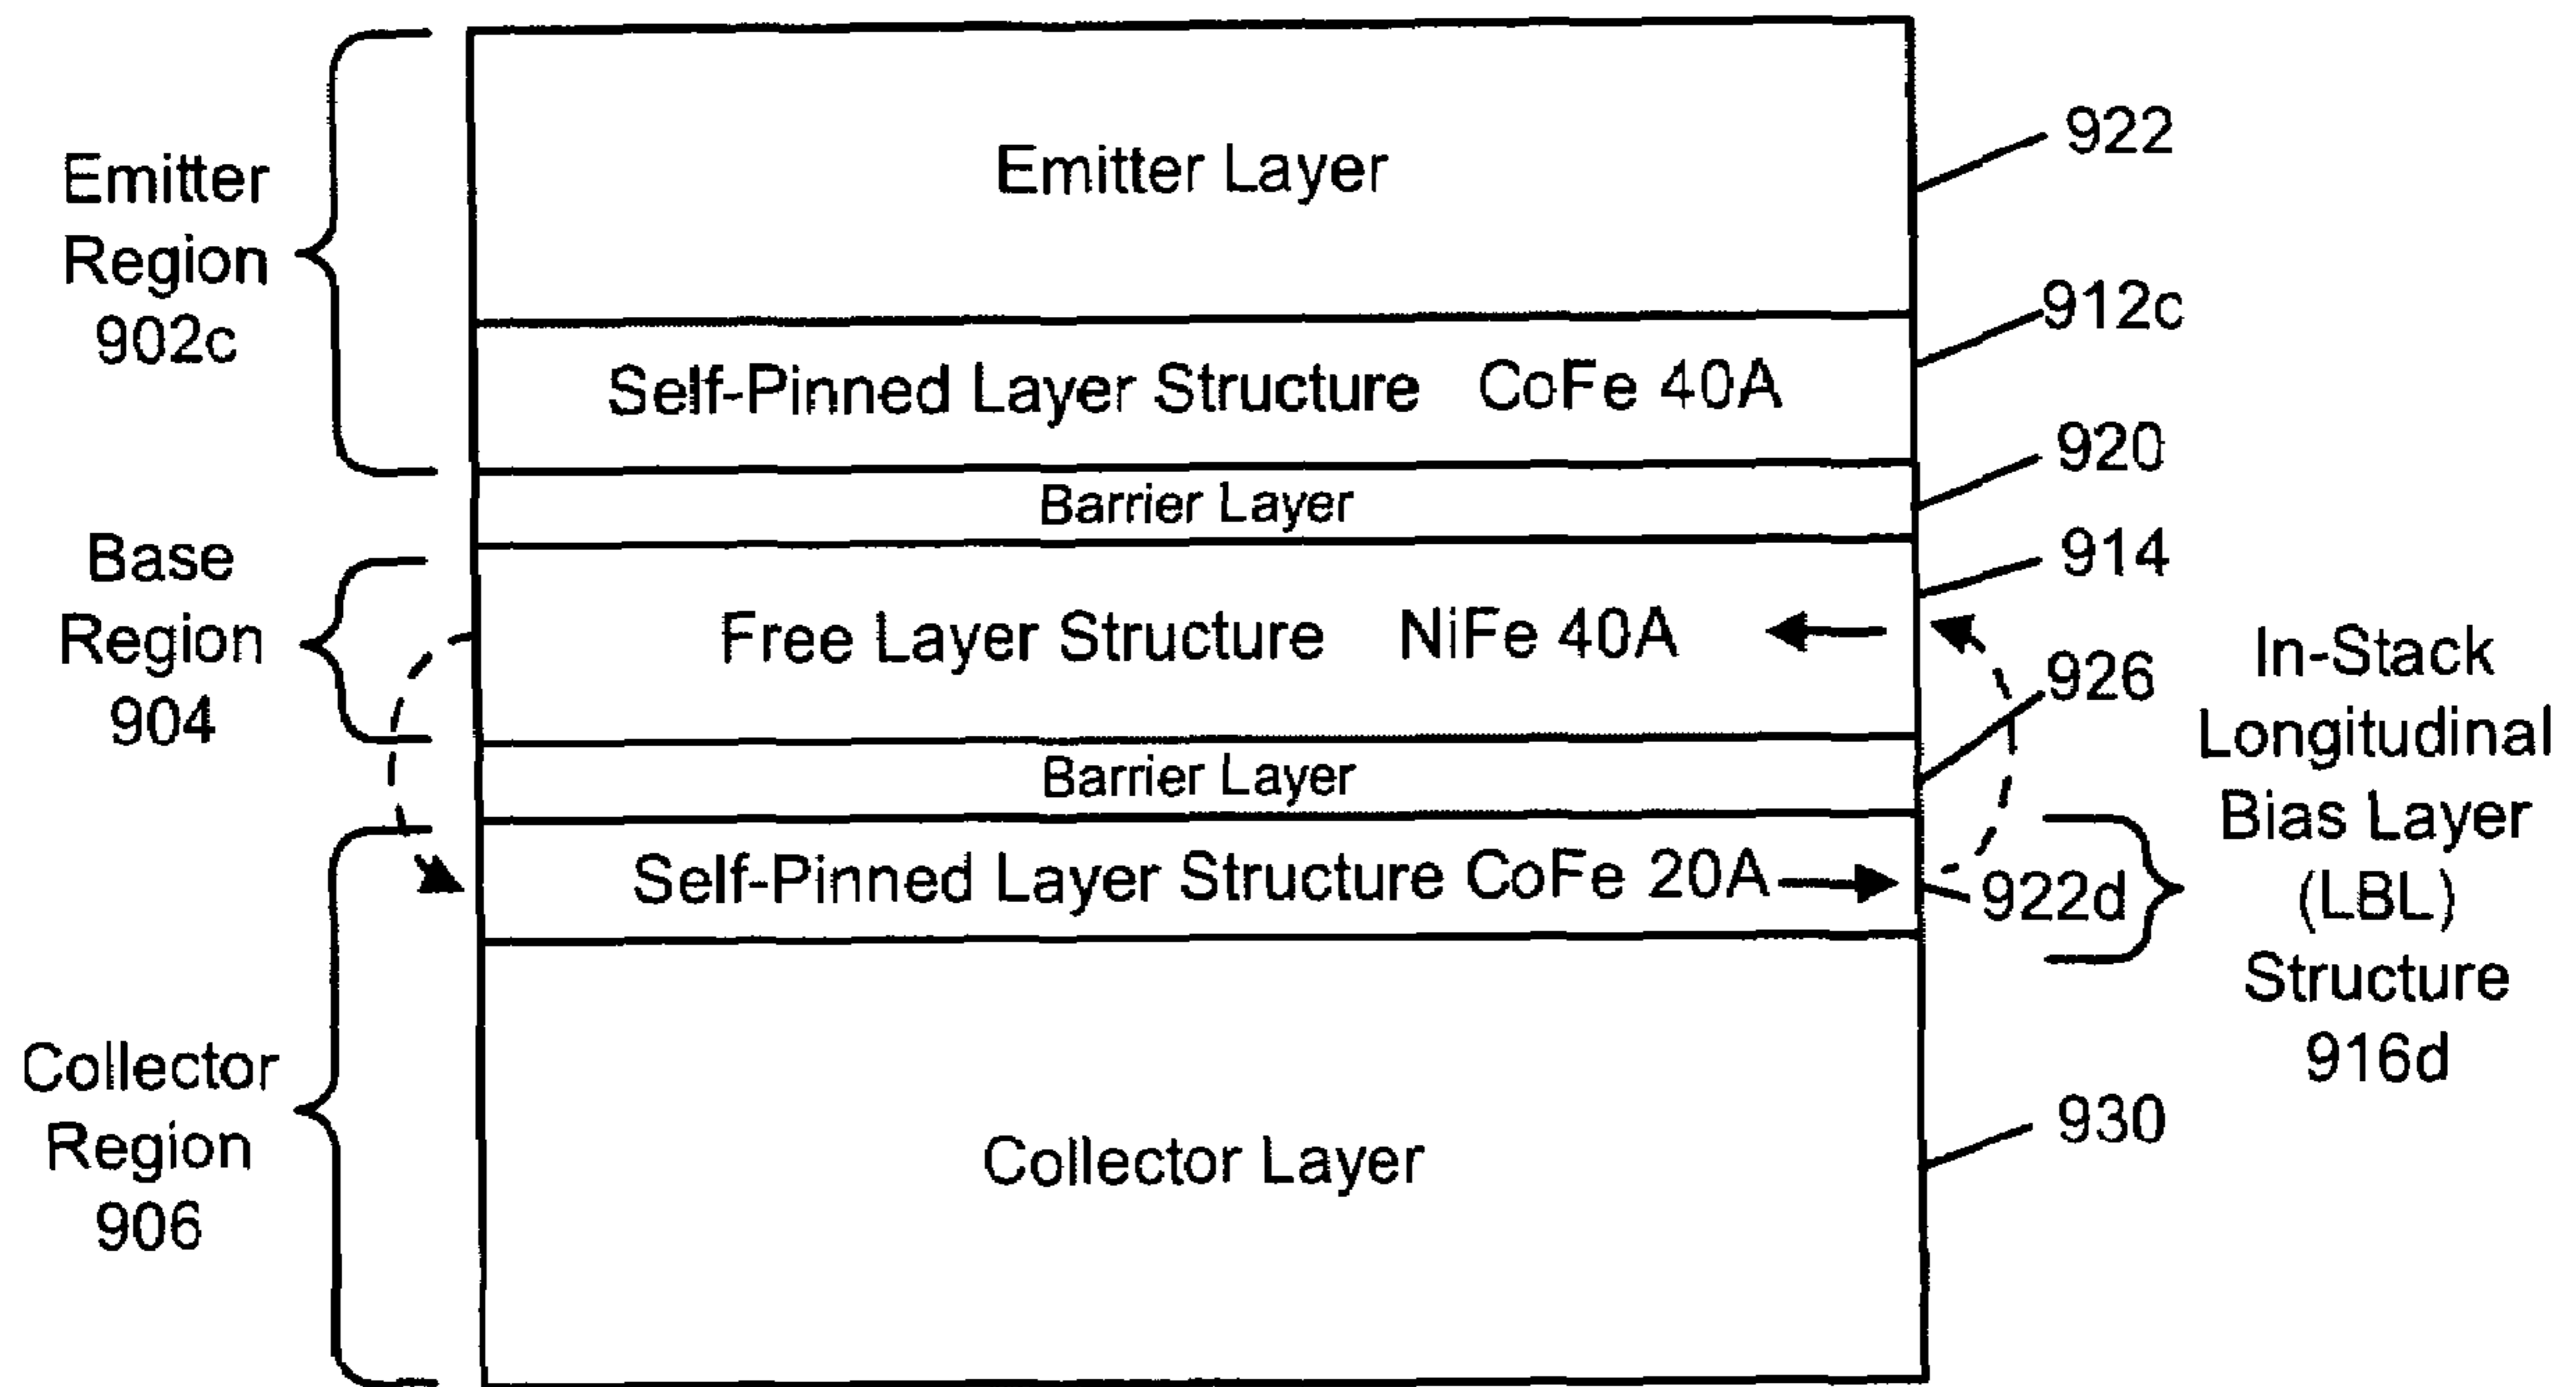 Emitter
Region
902c
Base
Region
904
Collector
Region
906
Emitter Layer
Self-Pinned Layer Structure CoFe 40A
Barrier Layer
Free Layer Structure NiFe 40A
Barrier Layer
Self-Pinned Layer Structure CoFe 20A
Collector Layer
922
912c
920
914
926
922d
930
In-Stack
Longitudinal
Bias Layer
(LBL)
Structure
916d